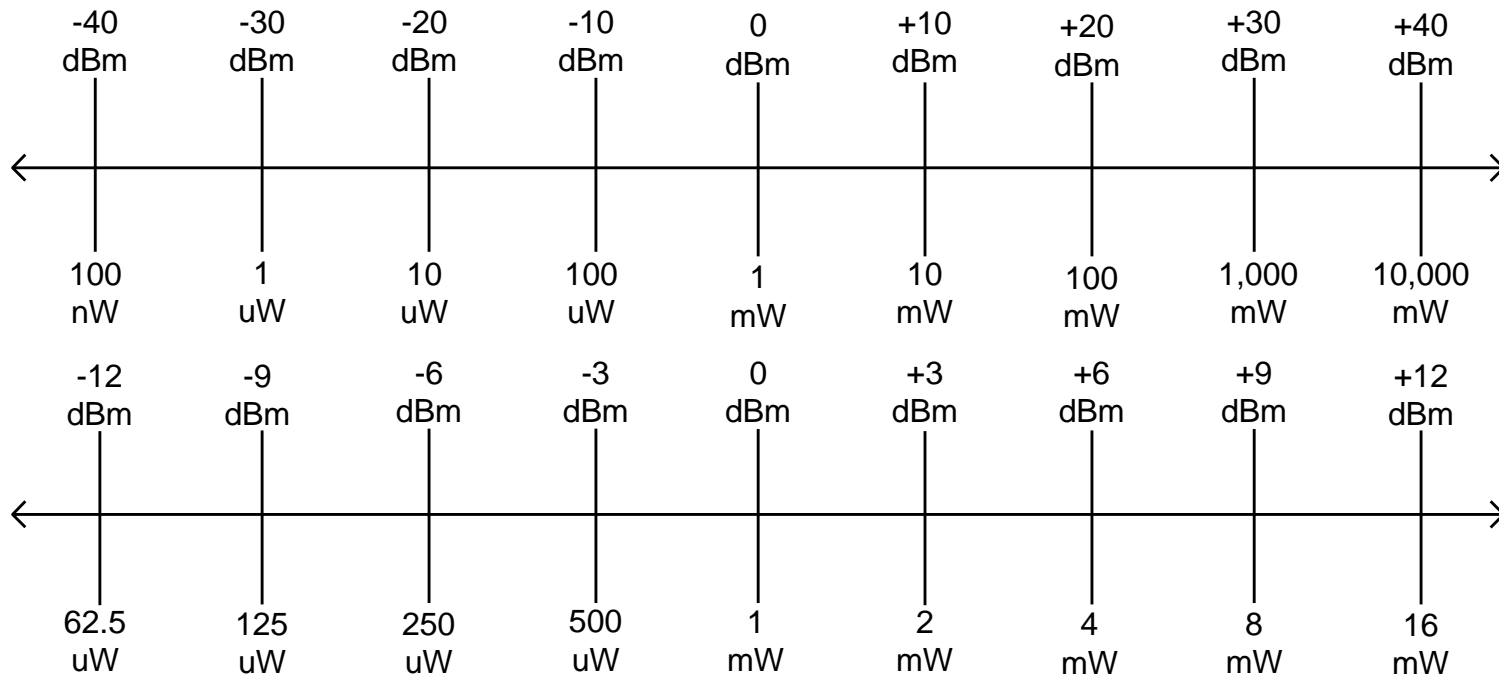 -40 -30 -20 -10 0 +10 +20 +30 +40
dBm dBm dBm dBm dBm dBm dBm dBm dBm
100 1 10 100 1 10 100 1,000 10,000
nW uW uW uW mW mW mW mW mW
-12 -9 -6 -3 0 +3 +6 +9 +12
dBm dBm dBm dBm dBm dBm dBm dBm dBm
62.5 125 250 500 1 2 4 8 16
uW uW uW uW mW mW mW mW mW